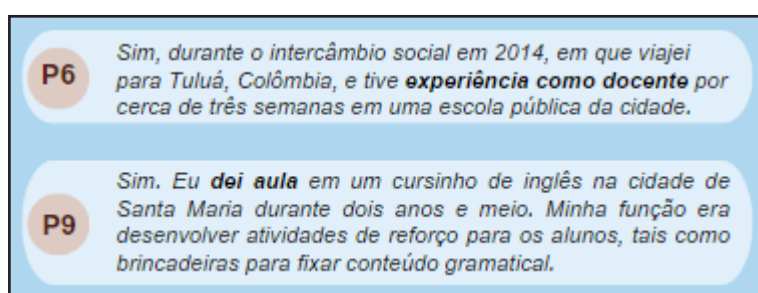 P6
Sim, durante o intercâmbio social em 2014, em que viajei
para Tuluá, Colômbia, e tive experiência como docente por
cerca de três semanas em uma escola pública da cidade.
P9
Sim. Eu dei aula em um cursinho de inglês na cidade de
Santa Maria durante dois anos e meio. Minha função era
desenvolver atividades de reforço para os alunos, tais como
brincadeiras para fixar conteúdo gramatical.